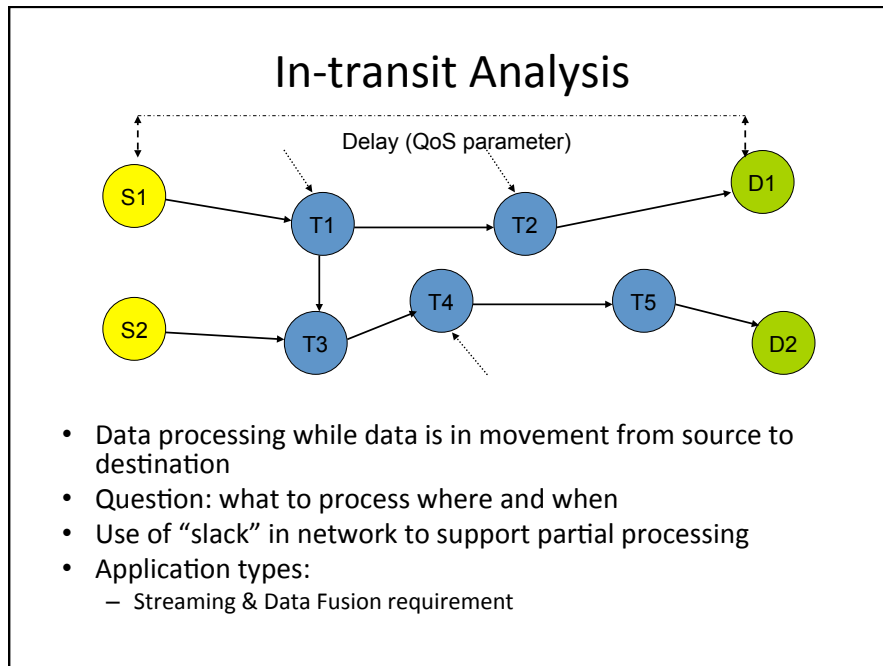 In-transit Analysis
Delay (QoS parameter)
S1
T1
T2
D1
S2
T3
T4
T5
D2
• Data processing while data is in movement from source to
destination
• Question: what to process where and when
• Use of “slack” in network to support partial processing
• Application types:
– Streaming & Data Fusion requirement